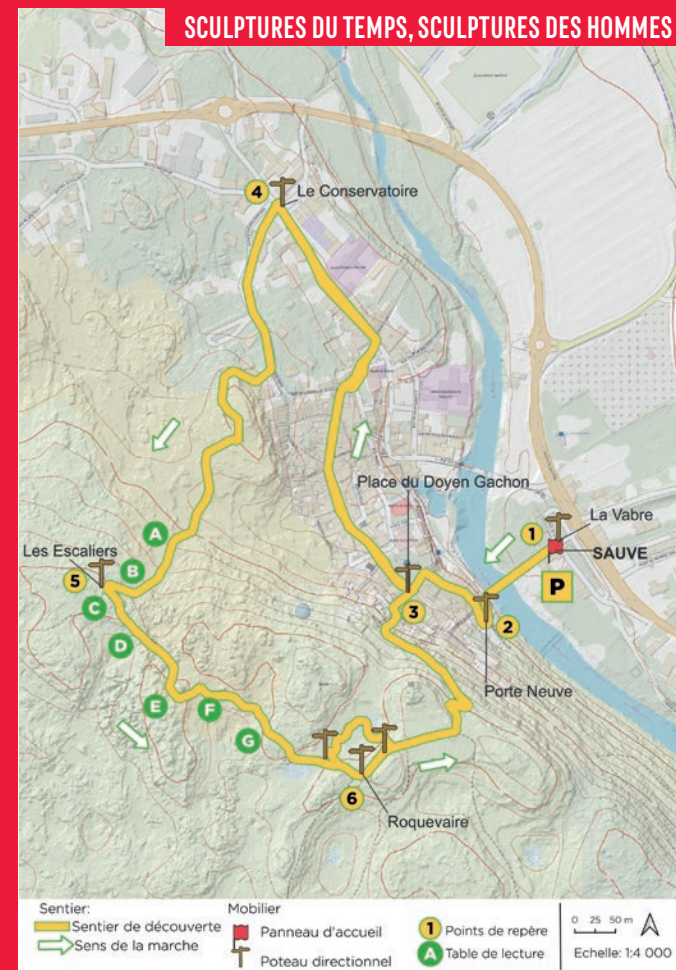 SCULPTURES DU TEMPS, SCULPTURES DES HOMMES
4
Le Conservatoire
Place du Doyen Gachon
1
La Vabre
SAUVE
P
A
Les Escaliers
B
5
C
3
2
D
Porte Neuve
E
F
G
6
Roquevaire
Sentier:
Sentier de découverte
Sens de la marche
Mobilier
Panneau d'accueil
Poteau directionnel
1 Points de repère
A Table de lecture
0 25 50 m
Echelle: 1:4 000